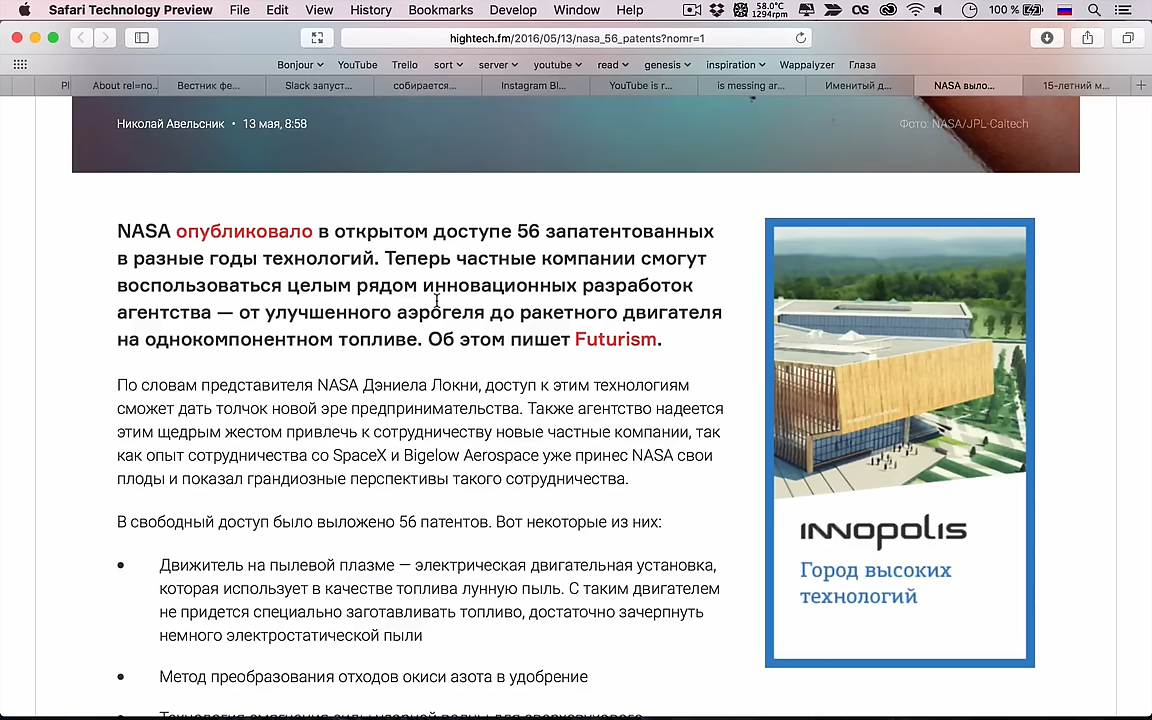 Safari Technology Preview File Edit View History Bookmarks Develop Window Help 58.0°C 1294rpm 100 %
hightech.fm/2016/05/13/nasa_56_patents?nomr=1
Bonjour YouTube Trello sort server youtube read genesis inspiration Wappalyzer Глаза
Pl About rel=no... Вестник фе... Slack запуст... собирается... Instagram Bl... YouTube is r... is messing ar... Именитый д... NASA выло... 15-летний м...
Николай Авельсник • 13 мая, 8:58
Фото: NASA/JPL-Caltech
NASA опубликовало в открытом доступе 56 запатентованных
в разные годы технологий. Теперь частные компании смогут
воспользоваться целым рядом инновационных разработок
агентства — от улучшенного аэрогеля до ракетного двигателя
на однокомпонентном топливе. Об этом пишет Futurism.
По словам представителя NASA Дэниела Локни, доступ к этим технологиям
сможет дать толчок новой эре предпринимательства. Также агентство надеется
этим щедрым жестом привлечь к сотрудничеству новые частные компании, так
как опыт сотрудничества со SpaceX и Bigelow Aerospace уже принес NASA свои
плоды и показал грандиозные перспективы такого сотрудничества.
В свободный доступ было выложено 56 патентов. Вот некоторые из них:
• Движитель на пылевой плазме — электрическая двигательная установка,
которая использует в качестве топлива лунную пыль. С таким двигателем
не придется специально заготавливать топливо, достаточно зачерпнуть
немного электростатической пыли
• Метод преобразования отходов окиси азота в удобрение
INNOPOLIS
Город высоких
технологий